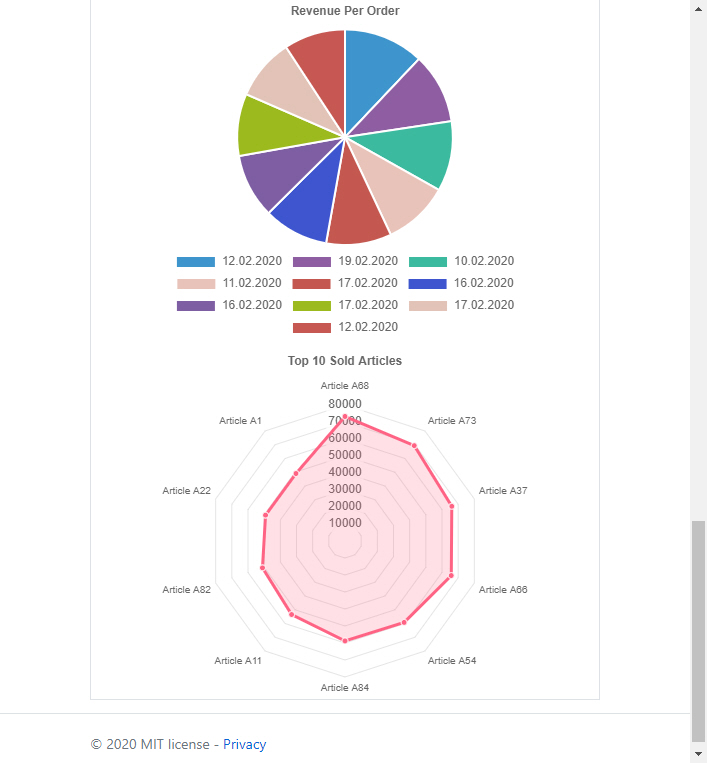 Revenue Per Order
12.02.2020 19.02.2020 10.02.2020
11.02.2020 17.02.2020 16.02.2020
16.02.2020 17.02.2020 17.02.2020
12.02.2020
Top 10 Sold Articles
Article A68
80000
Article A1 70000 Article A73
60000
50000
40000
Article A22 30000 Article A37
20000
10000
Article A82 Article A66
Article A11 Article A54
Article A84
© 2020 MIT license - Privacy